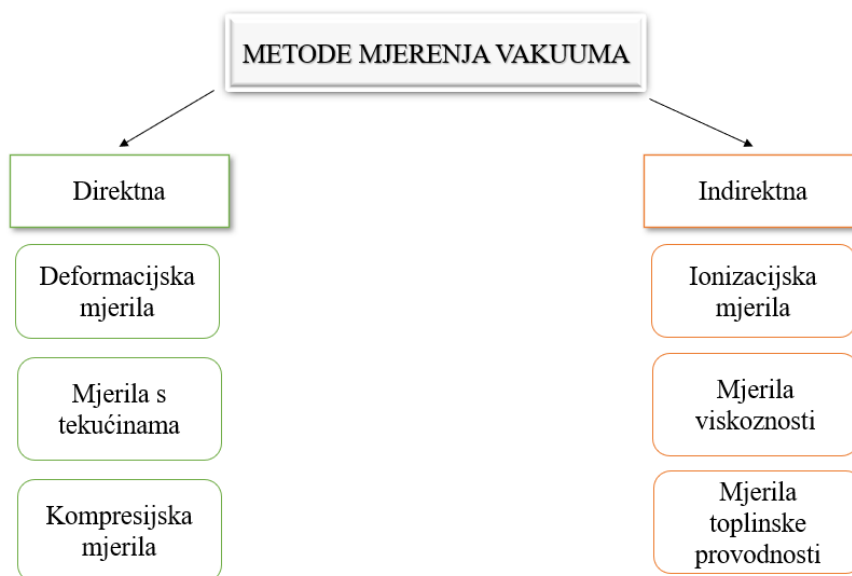 METODE MJERENJA VAKUUMA
Direktna
Deformacijska
mjerila
Mjerila s
tekućinama
Kompresijska
mjerila
Indirektna
Ionizacijska
mjerila
Mjerila
viskoznosti
Mjerila
toplinske
provodnosti